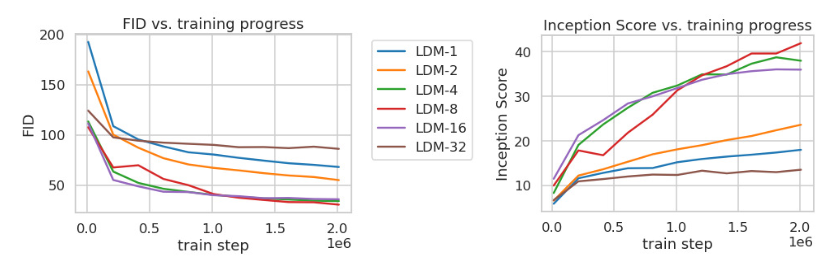 FID vs. training progress
200
150
100
50
FID
0.0 0.5 1.0 1.5 2.0
1e6
train step
LDM-1
LDM-2
LDM-4
LDM-8
LDM-16
LDM-32
Inception Score vs. training progress
40
30
20
10
Inception Score
0.0 0.5 1.0 1.5 2.0
1e6
train step